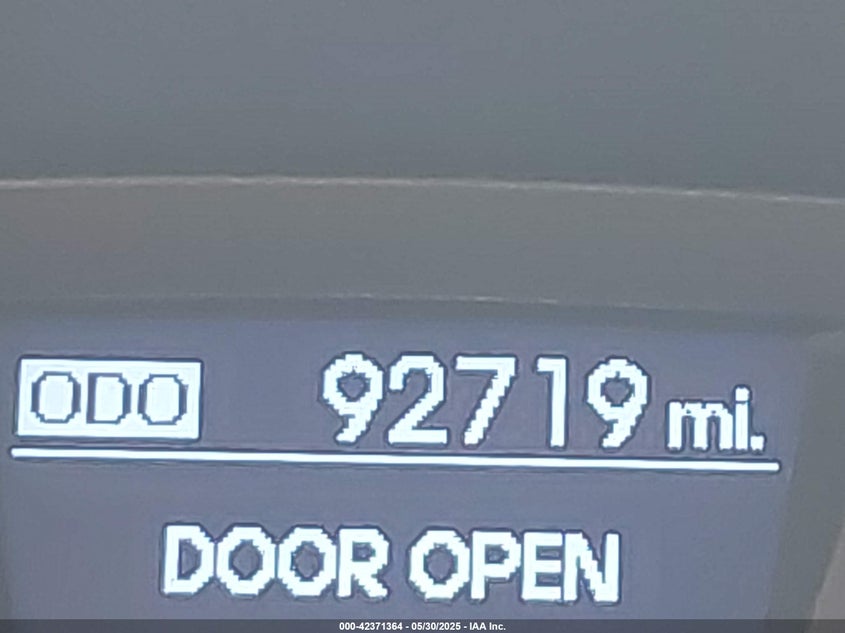 ODO 92719 mi.
DOOR OPEN
000-42371364 - 05/30/2025 - IAA Inc.